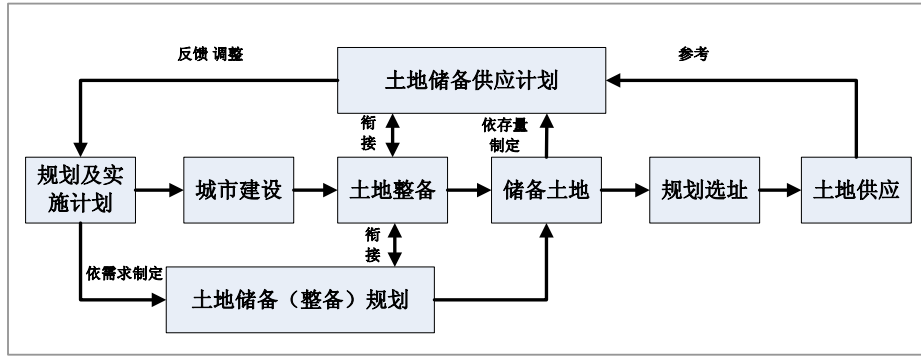 反馈 调整
参考
土地储备供应计划
衔
接
依存量
制定
规划及实
施计划
城市建设
土地整备
储备土地
规划选址
土地供应
衔
接
依需求制定
土地储备（整备）规划